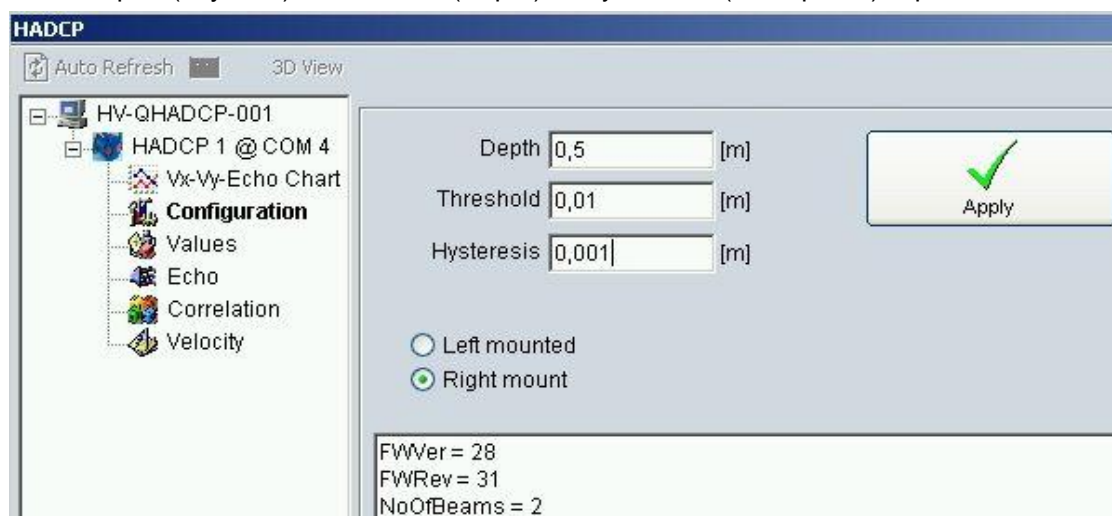 HADCP
Auto Refresh 3D View
HV-QHADCP-001
HADCP 1 @ COM 4
Vx-Vy-Echo Chart
Configuration
Values
Echo
Correlation
Velocity
Depth 0,5 [m]
Threshold 0,01 [m]
Hysteresis 0,001 [m]
Apply
Left mounted
Right mount
FWVer = 28
FWRev = 31
NoOfBeams = 2